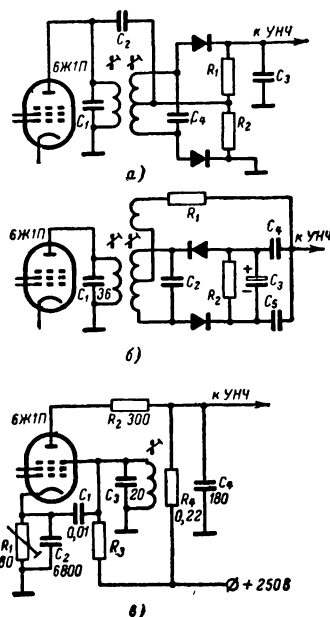 C₂
к УНЧ
6Ж1П
C₁
C₄
R₁
R₂
C₃
а)
R₁
6Ж1П
к УНЧ
C₁ 36
C₂
R₂
+
−
C₃
C₄
C₅
б)
к УНЧ
6Ж1П
R₂ 300
C₁
0,01
C₃
20
R₄
0,22
C₄
180
R₁
80
C₂
6800
R₃
+250В
в)